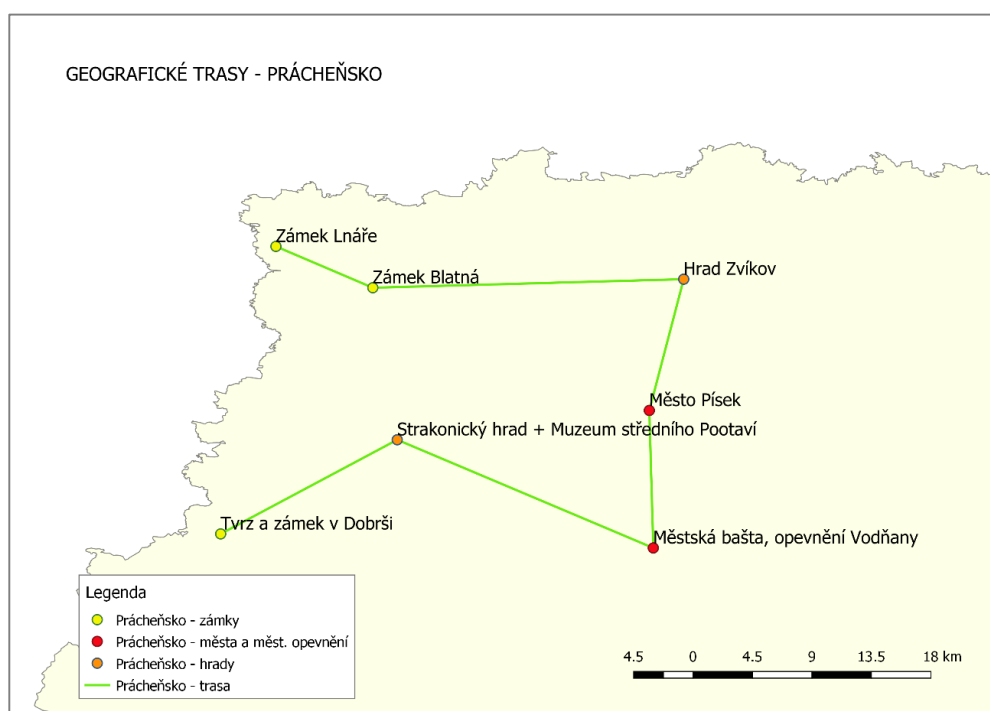 GEOGRAFICKÉ TRASY - PRÁCHEŇSKO
Zámek Lnáře
Zámek Blatná
Hrad Zvíkov
Město Písek
Strakonický hrad + Muzeum středního Pootaví
Tvrz a zámek v Dobrši
Městská bašta, opevnění Vodňany
Legenda
Prácheňsko - zámky
Prácheňsko - města a měst. opevnění
Prácheňsko - hrady
Prácheňsko - trasa
4.5 0 4.5 9 13.5 18 km